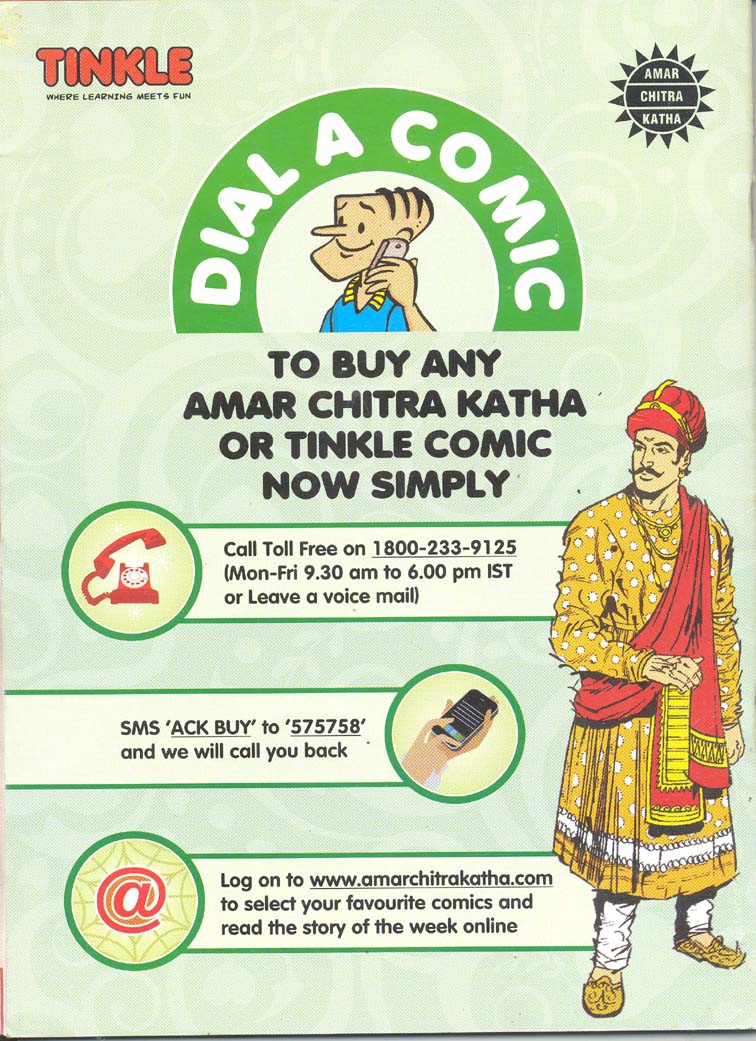 TINKLE
WHERE LEARNING MEETS FUN
AMAR
CHITRA
KATHA
DIAL A COMIC
TO BUY ANY
AMAR CHITRA KATHA
OR TINKLE COMIC
NOW SIMPLY
Call Toll Free on 1800-233-9125
(Mon-Fri 9.30 am to 6.00 pm IST
or Leave a voice mail)
SMS 'ACK BUY' to '575758'
and we will call you back
@
Log on to www.amarchitrakatha.com
to select your favourite comics and
read the story of the week online